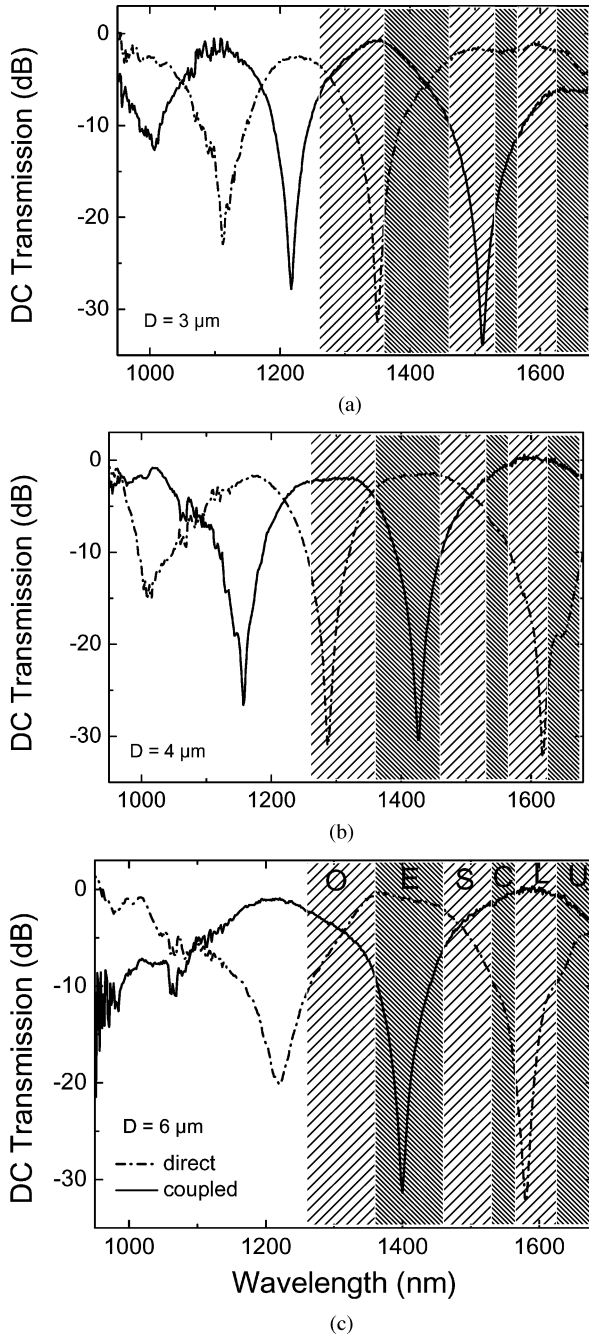 0
-10
-20
-30
DC Transmission (dB)
D = 3 µm
1000 1200 1400 1600
(a)
0
-10
-20
-30
DC Transmission (dB)
D = 4 µm
1000 1200 1400 1600
(b)
O E S C L U
0
-10
-20
-30
DC Transmission (dB)
D = 6 µm
direct
coupled
1000 1200 1400 1600
Wavelength (nm)
(c)